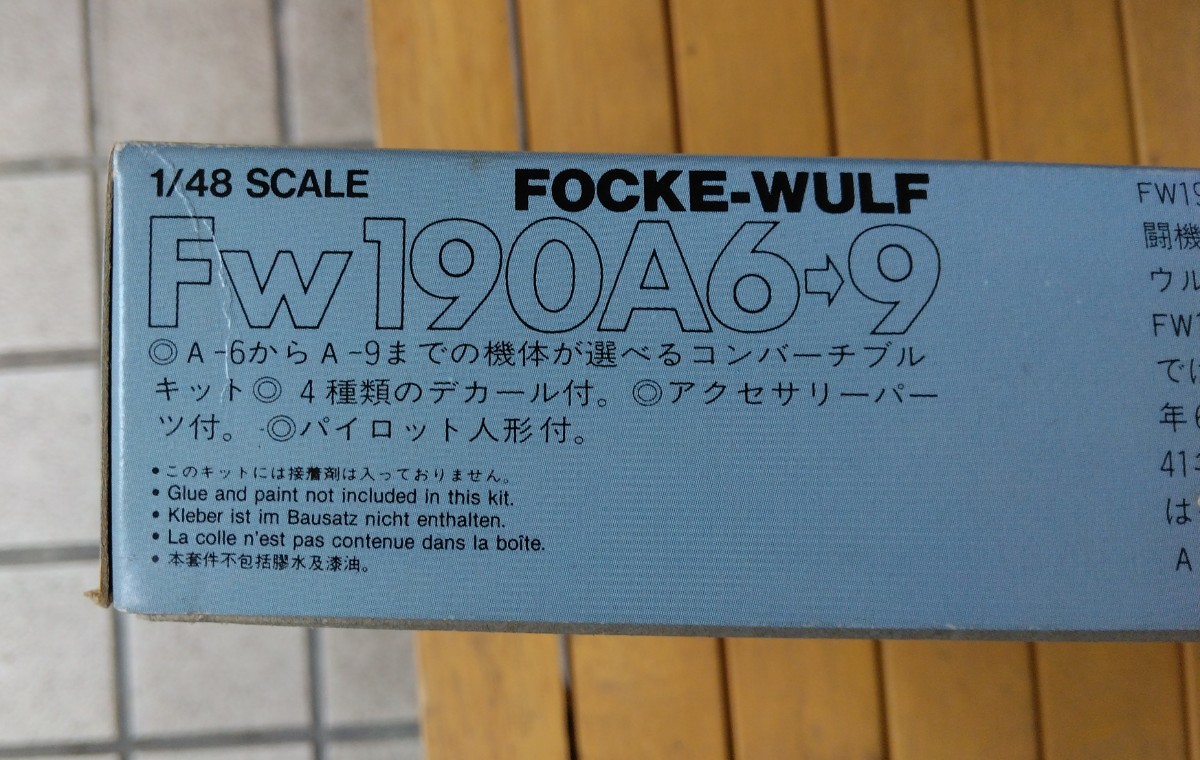 1/48 SCALE
FOCKE-WULF
Fw190A6⇨9
◎A-6からA-9までの機体が選べるコンバーチブル
キット◎ 4種類のデカール付。◎アクセサリーパー
ツ付。◎パイロット人形付。
• このキットには接着剤は入っておりません。
• Glue and paint not included in this kit.
• Kleber ist im Bausatz nicht enthalten.
• La colle n'est pas contenue dans la boîte.
• 本套件不包括膠水及漆油。
FW19
闘機
ウル
FW1
でに
年6
41年
は
A